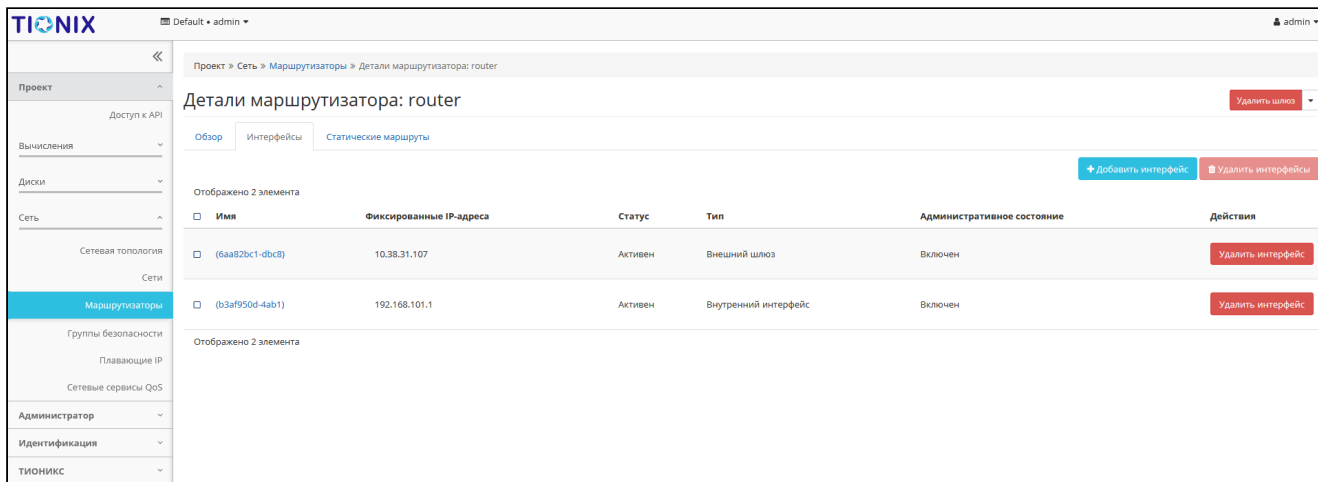 TIONIX
Default • admin
admin
Проект » Сеть » Маршрутизаторы » Детали маршрутизатора: router
Проект
Доступ к API
Вычисления
Диски
Сеть
Сетевая топология
Сети
Маршрутизаторы
Группы безопасности
Плавающие IP
Сетевые сервисы QoS
Администратор
Идентификация
ТИОНИКС
Детали маршрутизатора: router
Удалить шлюз
Обзор Интерфейсы Статические маршруты
+ Добавить интерфейс Удалить интерфейсы
Отображено 2 элемента
Имя Фиксированные IP-адреса Статус Тип Административное состояние Действия
(6aa82bc1-dbc8) 10.38.31.107 Активен Внешний шлюз Включен Удалить интерфейс
(b3af950d-4ab1) 192.168.101.1 Активен Внутренний интерфейс Включен Удалить интерфейс
Отображено 2 элемента